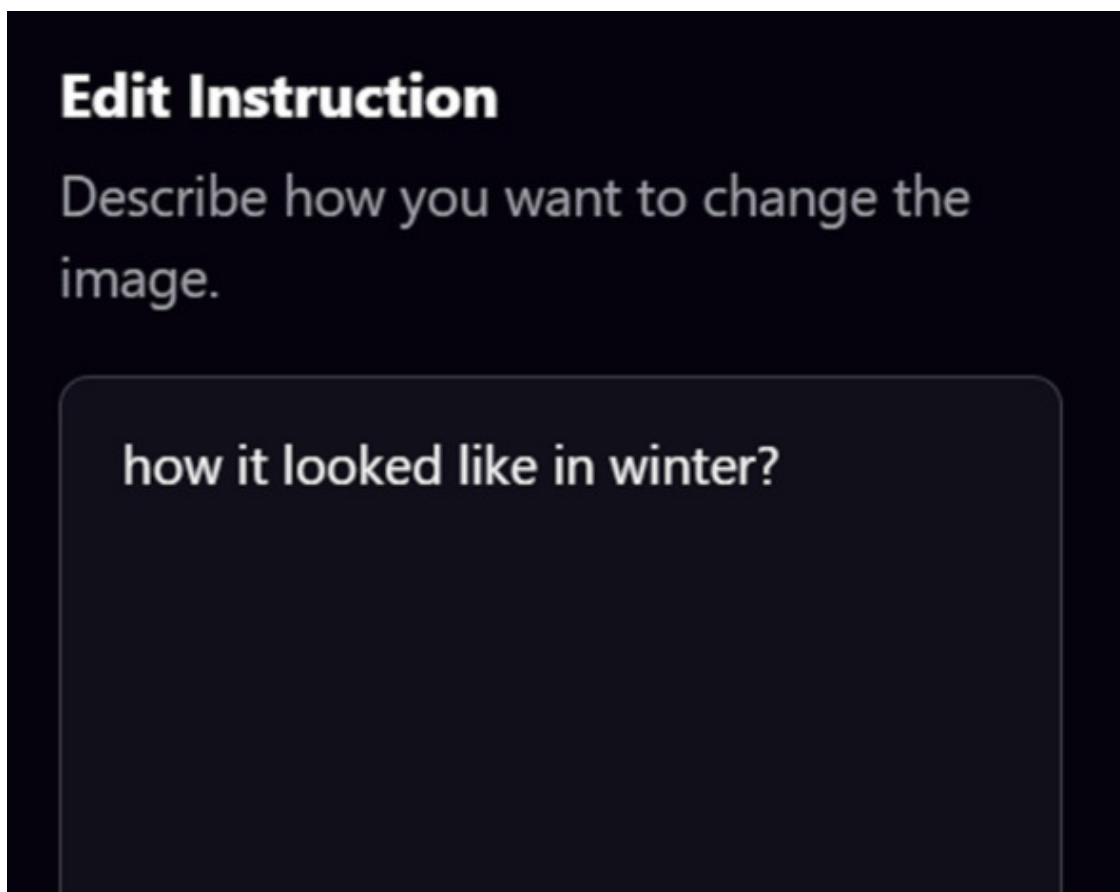 Edit Instruction
Describe how you want to change the
image.
how it looked like in winter?